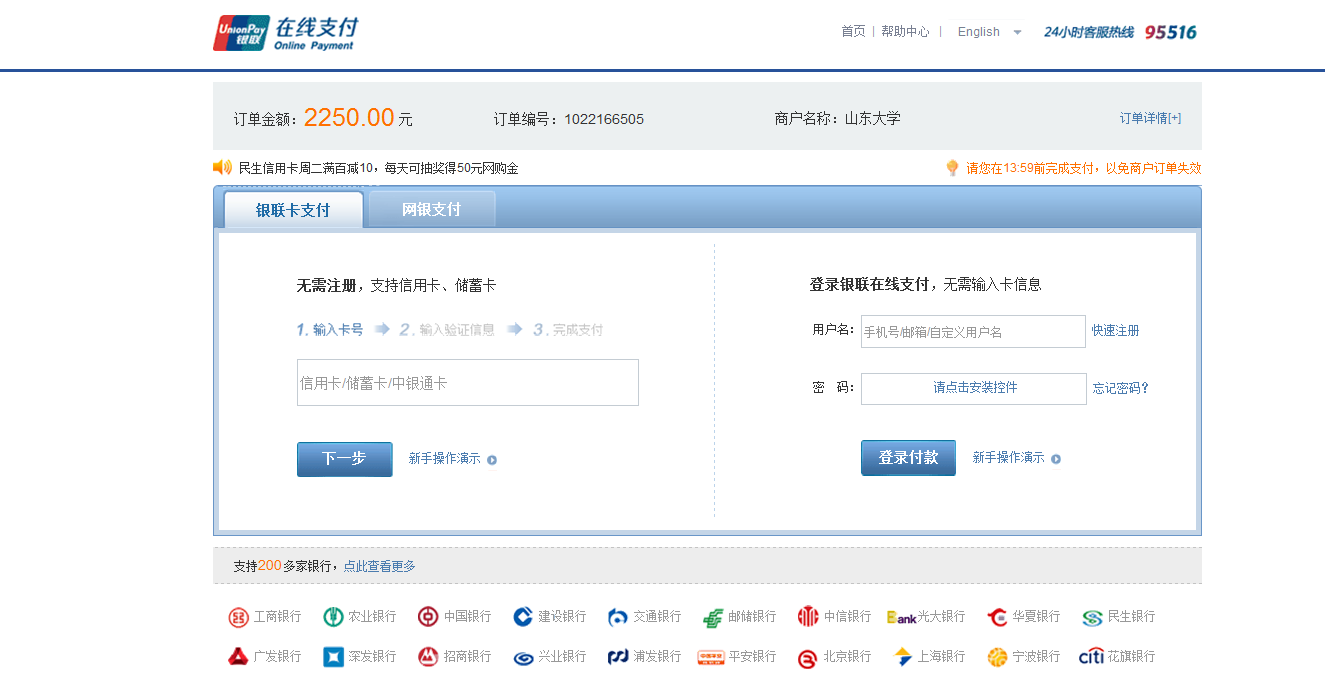 UnionPay 银联 在线支付 Online Payment 首页 | 帮助中心 | English 24小时客服热线 95516
订单金额：2250.00元 订单编号：1022166505 商户名称：山东大学 订单详情[+]
民生信用卡周二满百减10，每天可抽奖得50元网购金 请您在13:59前完成支付，以免商户订单失效
银联卡支付 网银支付
无需注册，支持信用卡、储蓄卡
1. 输入卡号 2. 输入验证信息 3. 完成支付
信用卡/储蓄卡/中银通卡
下一步 新手操作演示
登录银联在线支付，无需输入卡信息
用户名： 手机号/邮箱/自定义用户名 快速注册
密 码： 请点击安装控件 忘记密码？
登录付款 新手操作演示
支持200多家银行，点此查看更多
工商银行 农业银行 中国银行 建设银行 交通银行 邮储银行 中信银行 Bank光大银行 华夏银行 民生银行
广发银行 深发银行 招商银行 兴业银行 浦发银行 平安银行 北京银行 上海银行 宁波银行 citi花旗银行